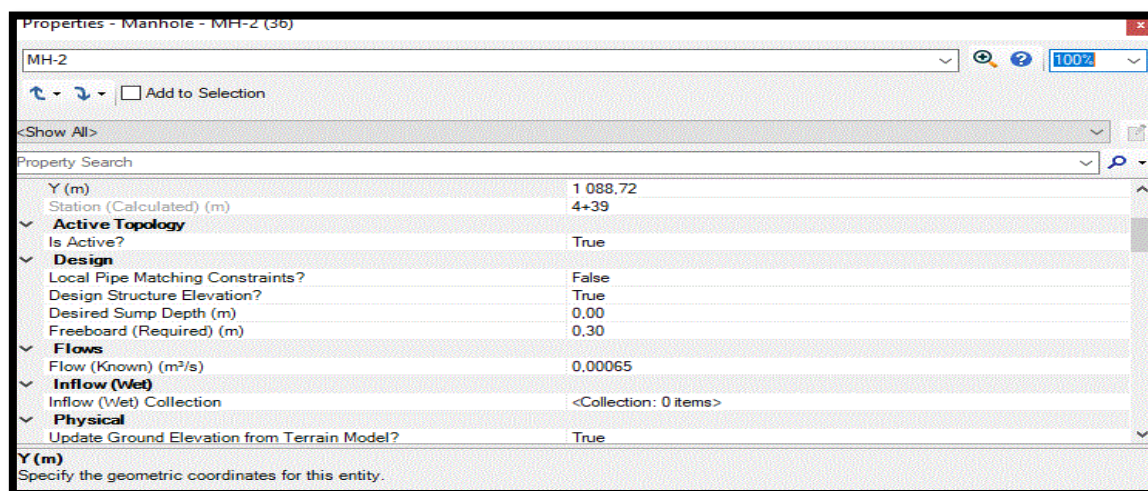 Properties - Manhole - MH-2 (36)
MH-2
100%
Add to Selection
<Show All>
Property Search
Y (m) 1 088,72
Station (Calculated) (m) 4+39
Active Topology
Is Active? True
Design
Local Pipe Matching Constraints? False
Design Structure Elevation? True
Desired Sump Depth (m) 0,00
Freeboard (Required) (m) 0,30
Flows
Flow (Known) (m³/s) 0,00065
Inflow (Wet)
Inflow (Wet) Collection <Collection: 0 items>
Physical
Update Ground Elevation from Terrain Model? True
Y (m)
Specify the geometric coordinates for this entity.